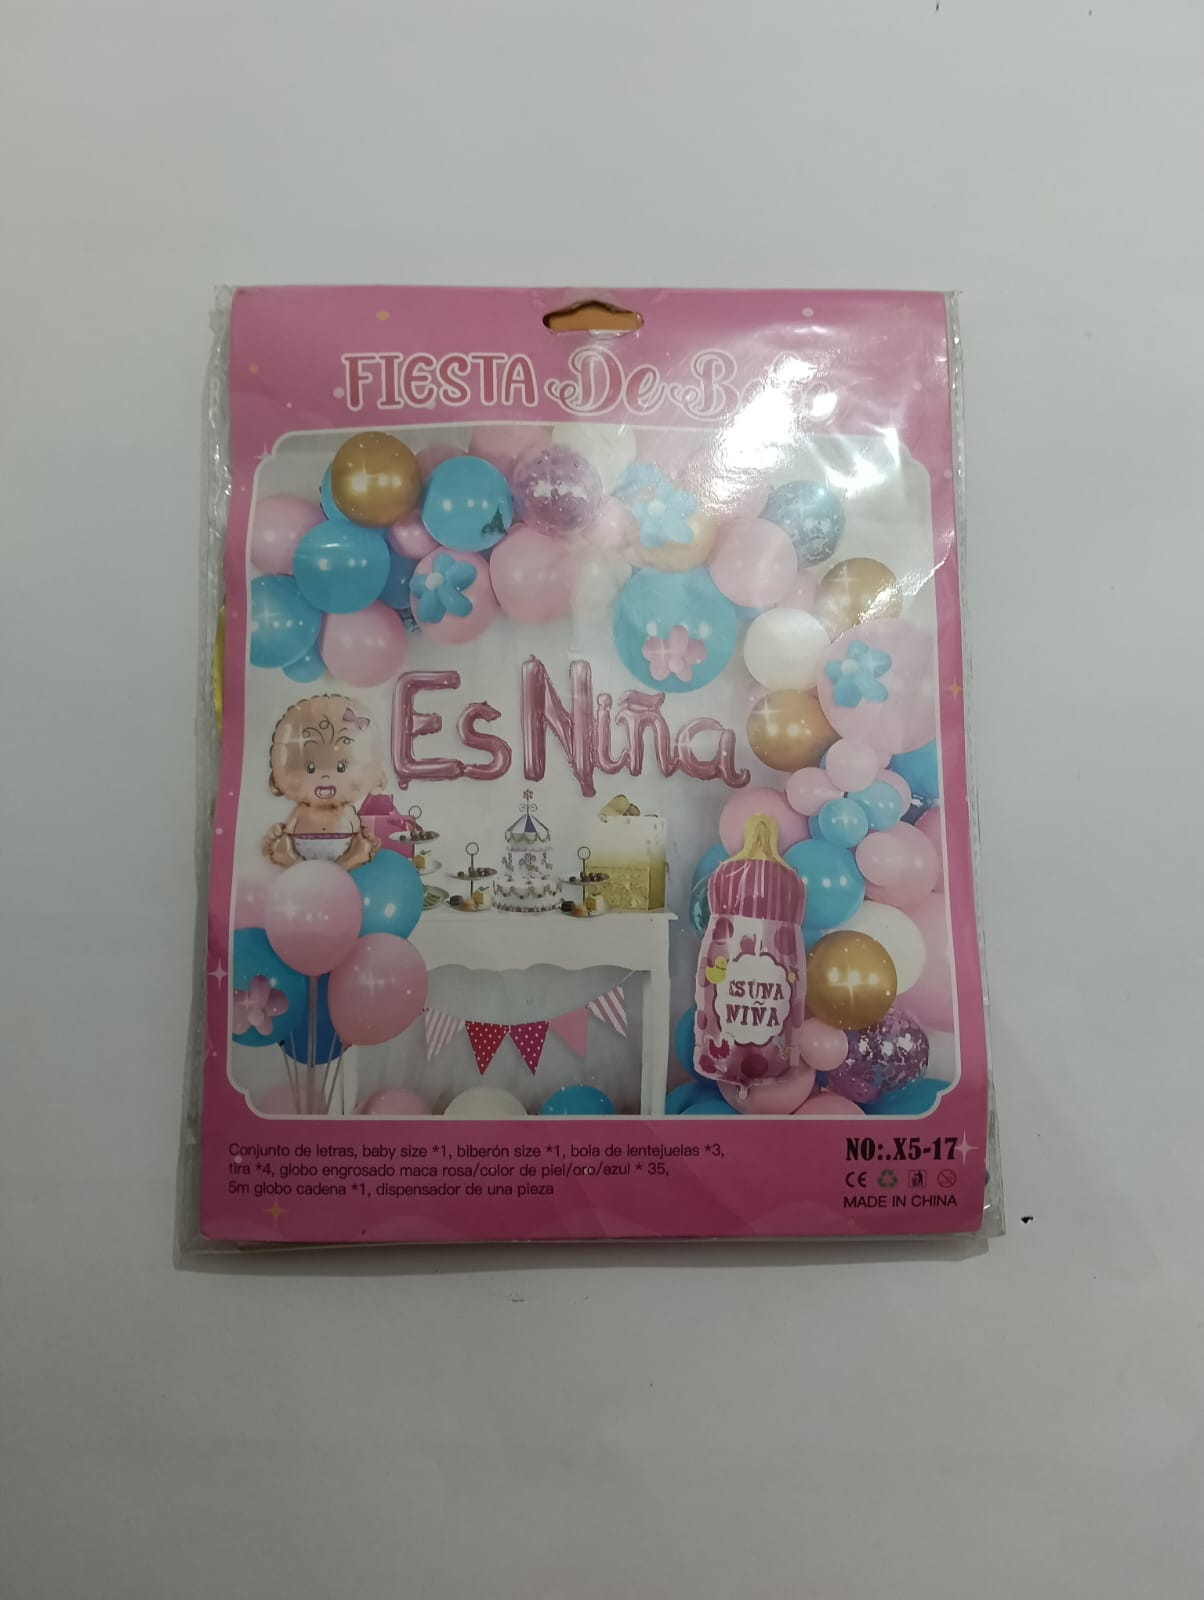 FIESTA De
Es Niña
ES UNA
NIÑA
Conjunto de letras, baby size *1, biberón size *1, bola de lentejuelas *3,
tira *4, globo engrosado maca rosa/color de piel/oro/azul * 35,
5m globo cadena *1, dispensador de una pieza
NO:.X5-17
CE
MADE IN CHINA